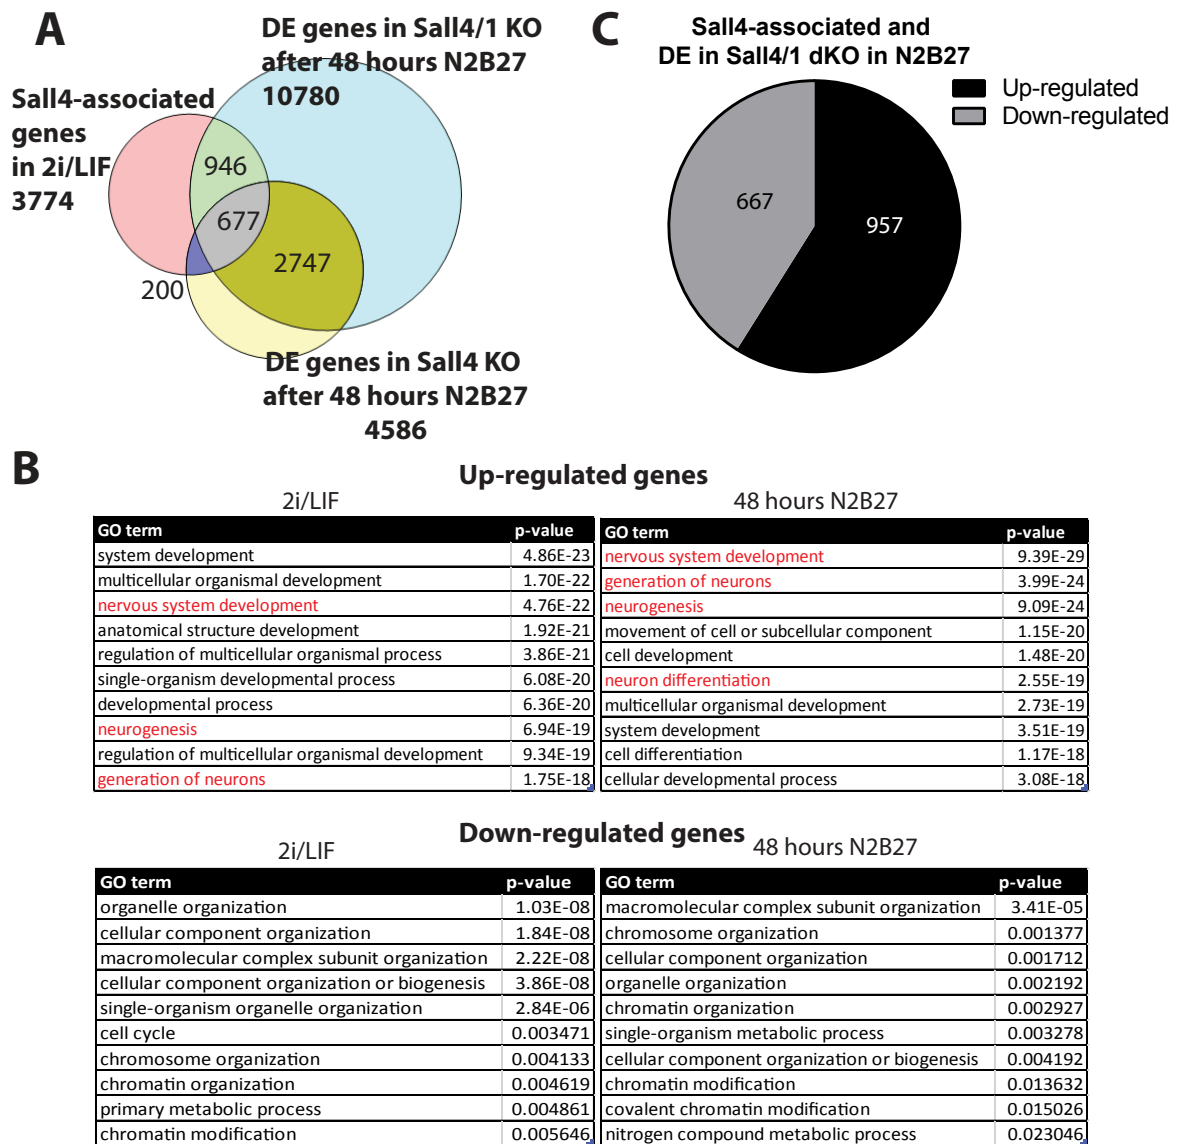 A
DE genes in Sall4/1 KO
after 48 hours N2B27
10780
Sall4-associated
genes
in 2i/LIF
3774
946
677
2747
200
DE genes in Sall4 KO
after 48 hours N2B27
4586
C
Sall4-associated and
DE in Sall4/1 dKO in N2B27
Up-regulated
Down-regulated
667
957
B
Up-regulated genes
2i/LIF
GO term p-value
system development 4.86E-23
multicellular organismal development 1.70E-22
nervous system development 4.76E-22
anatomical structure development 1.92E-21
regulation of multicellular organismal process 3.86E-21
single-organism developmental process 6.08E-20
developmental process 6.36E-20
neurogenesis 6.94E-19
regulation of multicellular organismal development 9.34E-19
generation of neurons 1.75E-18
48 hours N2B27
GO term p-value
nervous system development 9.39E-29
generation of neurons 3.99E-24
neurogenesis 9.09E-24
movement of cell or subcellular component 1.15E-20
cell development 1.48E-20
neuron differentiation 2.55E-19
multicellular organismal development 2.73E-19
system development 3.51E-19
cell differentiation 1.17E-18
cellular developmental process 3.08E-18
Down-regulated genes
2i/LIF
GO term p-value
organelle organization 1.03E-08
cellular component organization 1.84E-08
macromolecular complex subunit organization 2.22E-08
cellular component organization or biogenesis 3.86E-08
single-organism organelle organization 2.84E-06
cell cycle 0.003471
chromosome organization 0.004133
chromatin organization 0.004619
primary metabolic process 0.004861
chromatin modification 0.005646
48 hours N2B27
GO term p-value
macromolecular complex subunit organization 3.41E-05
chromosome organization 0.001377
cellular component organization 0.001712
organelle organization 0.002192
chromatin organization 0.002927
single-organism metabolic process 0.003278
cellular component organization or biogenesis 0.004192
chromatin modification 0.013632
covalent chromatin modification 0.015026
nitrogen compound metabolic process 0.023046